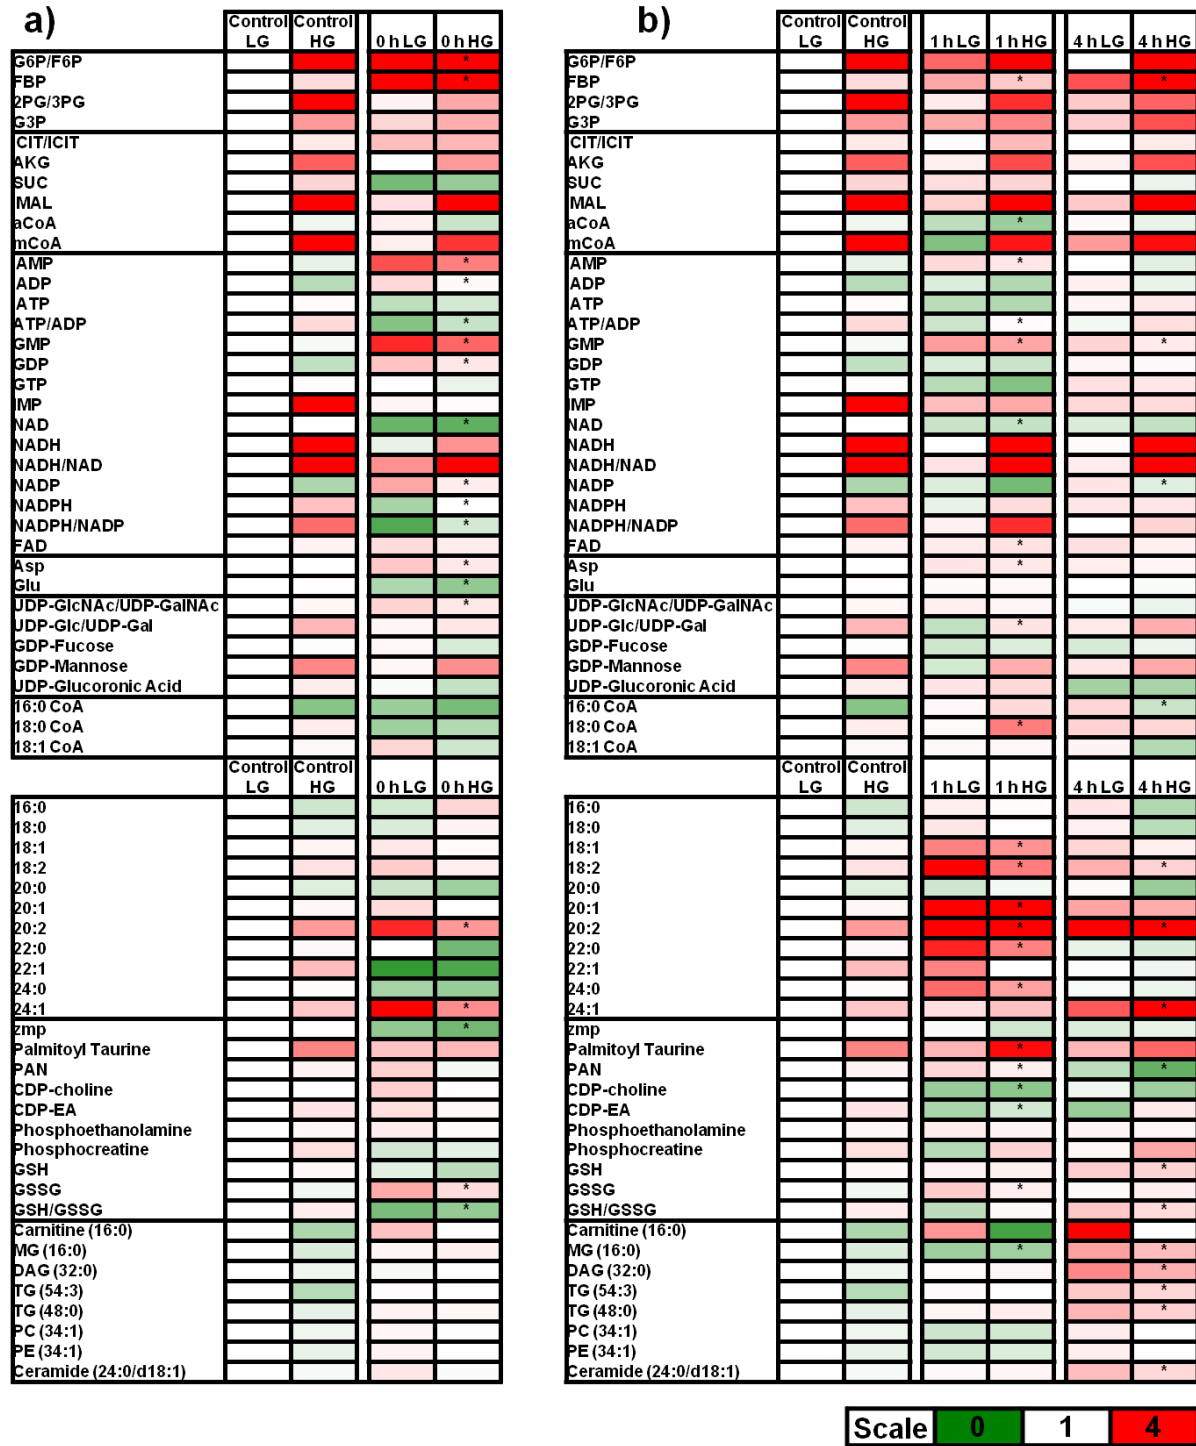 a)
Control Control
LG HG 0 h LG 0 h HG
G6P/F6P *
FBP *
2PG/3PG
G3P
CIT/ICIT
AKG
SUC
MAL
aCoA
mCoA
AMP *
ADP *
ATP
ATP/ADP *
GMP *
GDP *
GTP
IMP
NAD *
NADH
NADH/NAD
NADP *
NADPH *
NADPH/NADP *
FAD
Asp *
Glu *
UDP-GlcNAc/UDP-GalNAc *
UDP-Glc/UDP-Gal
GDP-Fucose
GDP-Mannose
UDP-Glucoronic Acid
16:0 CoA
18:0 CoA
18:1 CoA
Control Control
LG HG 0 h LG 0 h HG
16:0
18:0
18:1
18:2
20:0
20:1
20:2 *
22:0
22:1
24:0
24:1 *
zmp *
Palmitoyl Taurine
PAN
CDP-choline
CDP-EA
Phosphoethanolamine
Phosphocreatine
GSH
GSSG *
GSH/GSSG *
Carnitine (16:0)
MG (16:0)
DAG (32:0)
TG (54:3)
TG (48:0)
PC (34:1)
PE (34:1)
Ceramide (24:0/d18:1)
b)
Control Control
LG HG 1 h LG 1 h HG 4 h LG 4 h HG
G6P/F6P
FBP * *
2PG/3PG
G3P
CIT/ICIT
AKG
SUC
MAL
aCoA *
mCoA
AMP *
ADP
ATP
ATP/ADP *
GMP * *
GDP
GTP
IMP
NAD *
NADH
NADH/NAD
NADP *
NADPH
NADPH/NADP
FAD *
Asp *
Glu
UDP-GlcNAc/UDP-GalNAc
UDP-Glc/UDP-Gal *
GDP-Fucose
GDP-Mannose
UDP-Glucoronic Acid
16:0 CoA *
18:0 CoA *
18:1 CoA
Control Control
LG HG 1 h LG 1 h HG 4 h LG 4 h HG
16:0
18:0
18:1 *
18:2 * *
20:0
20:1 *
20:2 * *
22:0 *
22:1
24:0 *
24:1 *
zmp
Palmitoyl Taurine
PAN * *
CDP-choline *
CDP-EA *
Phosphoethanolamine
Phosphocreatine
GSH *
GSSG *
GSH/GSSG *
Carnitine (16:0)
MG (16:0) * *
DAG (32:0) *
TG (54:3) *
TG (48:0) *
PC (34:1)
PE (34:1)
Ceramide (24:0/d18:1) *
Scale 0 1 4